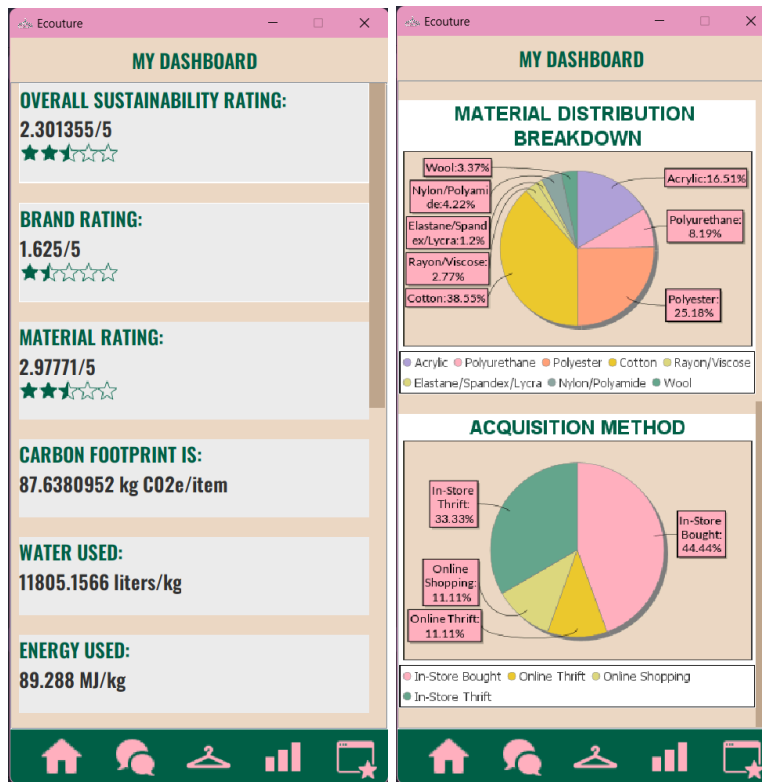 Ecouture
MY DASHBOARD
OVERALL SUSTAINABILITY RATING:
2.301355/5
BRAND RATING:
1.625/5
MATERIAL RATING:
2.97771/5
CARBON FOOTPRINT IS:
87.6380952 kg CO2e/item
WATER USED:
11805.1566 liters/kg
ENERGY USED:
89.288 MJ/kg
Ecouture
MY DASHBOARD
MATERIAL DISTRIBUTION
BREAKDOWN
Wool:3.37%
Nylon/Polyami
de:4.22%
Elastane/Spand
ex/Lycra:1.2%
Rayon/Viscose:
2.77%
Cotton:38.55%
Acrylic:16.51%
Polyurethane:
8.19%
Polyester:
25.18%
Acrylic Polyurethane Polyester Cotton Rayon/Viscose
Elastane/Spandex/Lycra Nylon/Polyamide Wool
ACQUISITION METHOD
In-Store
Thrift:
33.33%
Online
Shopping:
11.11%
Online Thrift:
11.11%
In-Store
Bought:
44.44%
In-Store Bought Online Thrift Online Shopping
In-Store Thrift